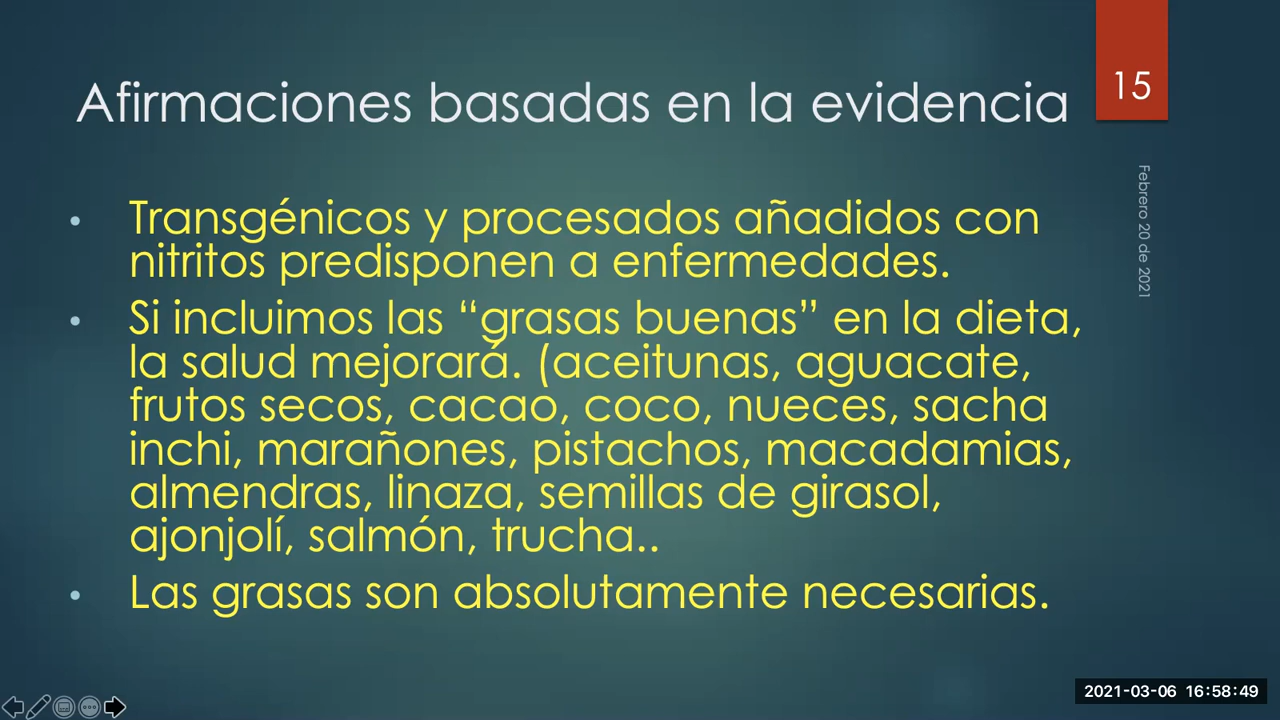 Afirmaciones basadas en la evidencia
15
Febrero 20 de 2021
• Transgénicos y procesados añadidos con
nitritos predisponen a enfermedades.
• Si incluimos las “grasas buenas” en la dieta,
la salud mejorará. (aceitunas, aguacate,
frutos secos, cacao, coco, nueces, sacha
inchi, marañones, pistachos, macadamias,
almendras, linaza, semillas de girasol,
ajonjolí, salmón, trucha..
• Las grasas son absolutamente necesarias.
2021-03-06 16:58:49